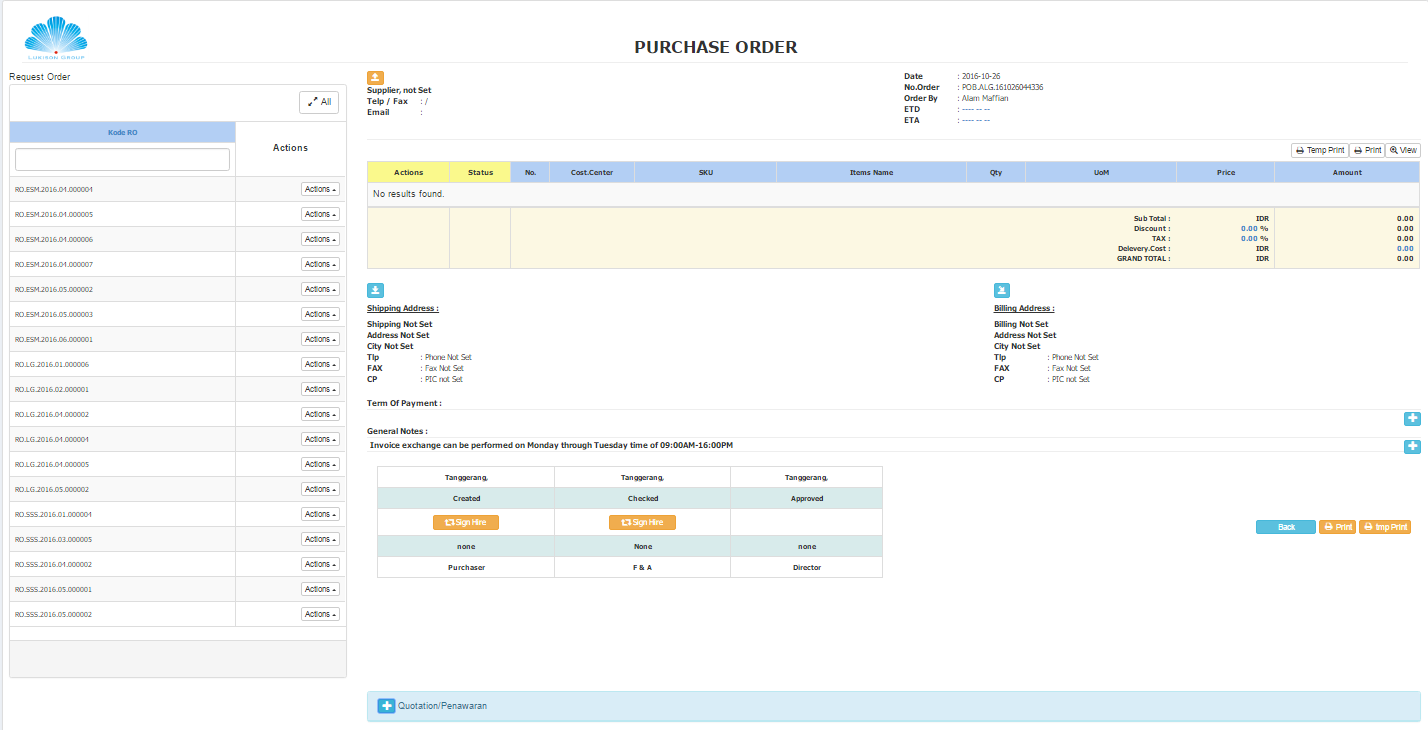 LUKISON GROUP
PURCHASE ORDER
Request Order
All
Kode RO
Actions
RO.ESM.2016.04.000004 Actions
RO.ESM.2016.04.000005 Actions
RO.ESM.2016.04.000006 Actions
RO.ESM.2016.04.000007 Actions
RO.ESM.2016.05.000002 Actions
RO.ESM.2016.05.000003 Actions
RO.ESM.2016.06.000001 Actions
RO.LG.2016.01.000006 Actions
RO.LG.2016.02.000001 Actions
RO.LG.2016.04.000002 Actions
RO.LG.2016.04.000004 Actions
RO.LG.2016.04.000005 Actions
RO.LG.2016.05.000002 Actions
RO.SSS.2016.01.000004 Actions
RO.SSS.2016.03.000005 Actions
RO.SSS.2016.04.000002 Actions
RO.SSS.2016.05.000001 Actions
RO.SSS.2016.05.000002 Actions
Supplier, not Set
Telp / Fax : /
Email :
Date : 2016-10-26
No.Order : POB.ALG.161026044336
Order By : Alam Maffian
ETD : ---- -- --
ETA : ---- -- --
Temp Print Print View
Actions Status No. Cost.Center SKU Items Name Qty UoM Price Amount
No results found.
Sub Total : IDR 0.00
Discount : 0.00 % 0.00
TAX : 0.00 % 0.00
Delevery.Cost : IDR 0.00
GRAND TOTAL : IDR 0.00
Shipping Address :
Shipping Not Set
Address Not Set
City Not Set
Tlp : Phone Not Set
FAX : Fax Not Set
CP : PIC not Set
Billing Address :
Billing Not Set
Address Not Set
City Not Set
Tlp : Phone Not Set
FAX : Fax Not Set
CP : PIC not Set
Term Of Payment :
General Notes :
Invoice exchange can be performed on Monday through Tuesday time of 09:00AM-16:00PM
Tanggerang, Tanggerang, Tanggerang,
Created Checked Approved
Sign Hire Sign Hire
none None none
Purchaser F & A Director
Back Print tmp Print
Quotation/Penawaran